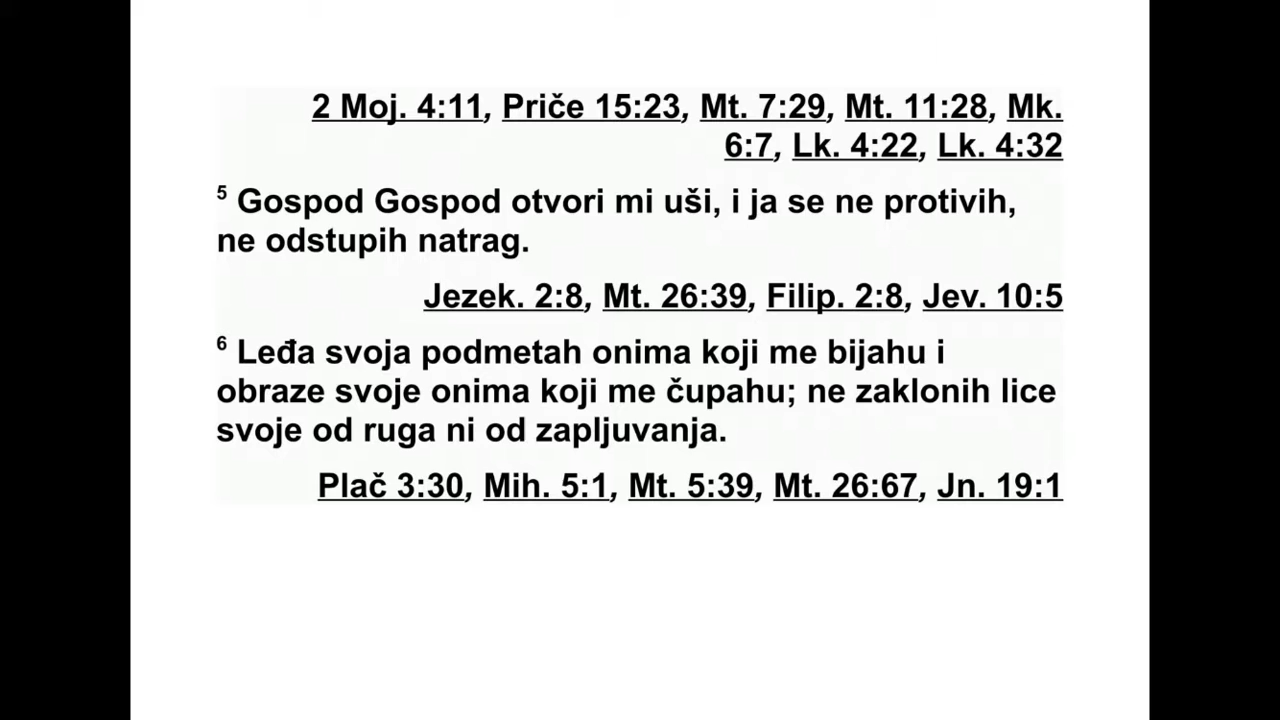 2 Moj. 4:11, Priče 15:23, Mt. 7:29, Mt. 11:28, Mk.
6:7, Lk. 4:22, Lk. 4:32
5 Gospod Gospod otvori mi uši, i ja se ne protivih,
ne odstupih natrag.
Jezek. 2:8, Mt. 26:39, Filip. 2:8, Jev. 10:5
6 Leđa svoja podmetah onima koji me bijahu i
obraze svoje onima koji me čupahu; ne zaklonih lice
svoje od ruga ni od zapljuvanja.
Plač 3:30, Mih. 5:1, Mt. 5:39, Mt. 26:67, Jn. 19:1